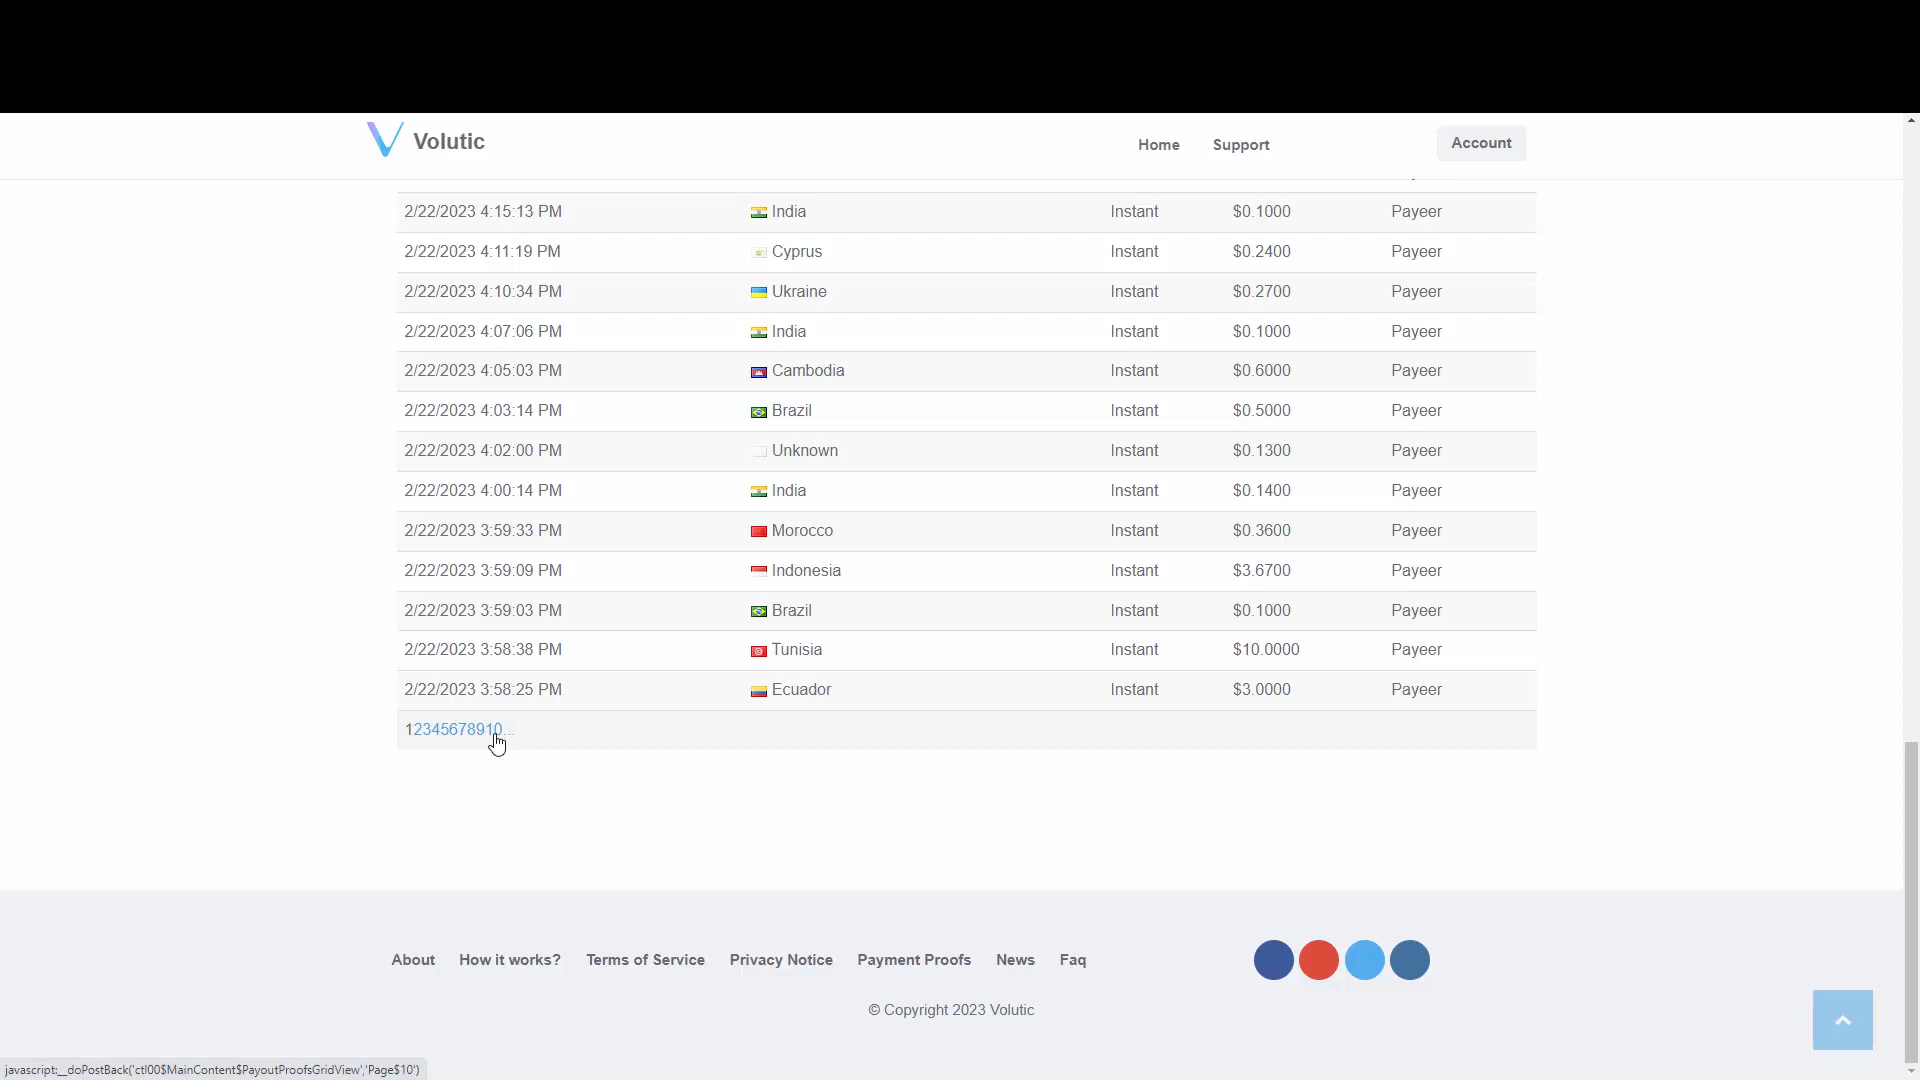 Volutic
Home Support Account
2/22/2023 4:15:13 PM India Instant $0.1000 Payeer
2/22/2023 4:11:19 PM Cyprus Instant $0.2400 Payeer
2/22/2023 4:10:34 PM Ukraine Instant $0.2700 Payeer
2/22/2023 4:07:06 PM India Instant $0.1000 Payeer
2/22/2023 4:05:03 PM Cambodia Instant $0.6000 Payeer
2/22/2023 4:03:14 PM Brazil Instant $0.5000 Payeer
2/22/2023 4:02:00 PM Unknown Instant $0.1300 Payeer
2/22/2023 4:00:14 PM India Instant $0.1400 Payeer
2/22/2023 3:59:33 PM Morocco Instant $0.3600 Payeer
2/22/2023 3:59:09 PM Indonesia Instant $3.6700 Payeer
2/22/2023 3:59:03 PM Brazil Instant $0.1000 Payeer
2/22/2023 3:58:38 PM Tunisia Instant $10.0000 Payeer
2/22/2023 3:58:25 PM Ecuador Instant $3.0000 Payeer
12345678910...
About How it works? Terms of Service Privacy Notice Payment Proofs News Faq
© Copyright 2023 Volutic
javascript:__doPostBack('ctl00$MainContent$PayoutProofsGridView','Page$10')